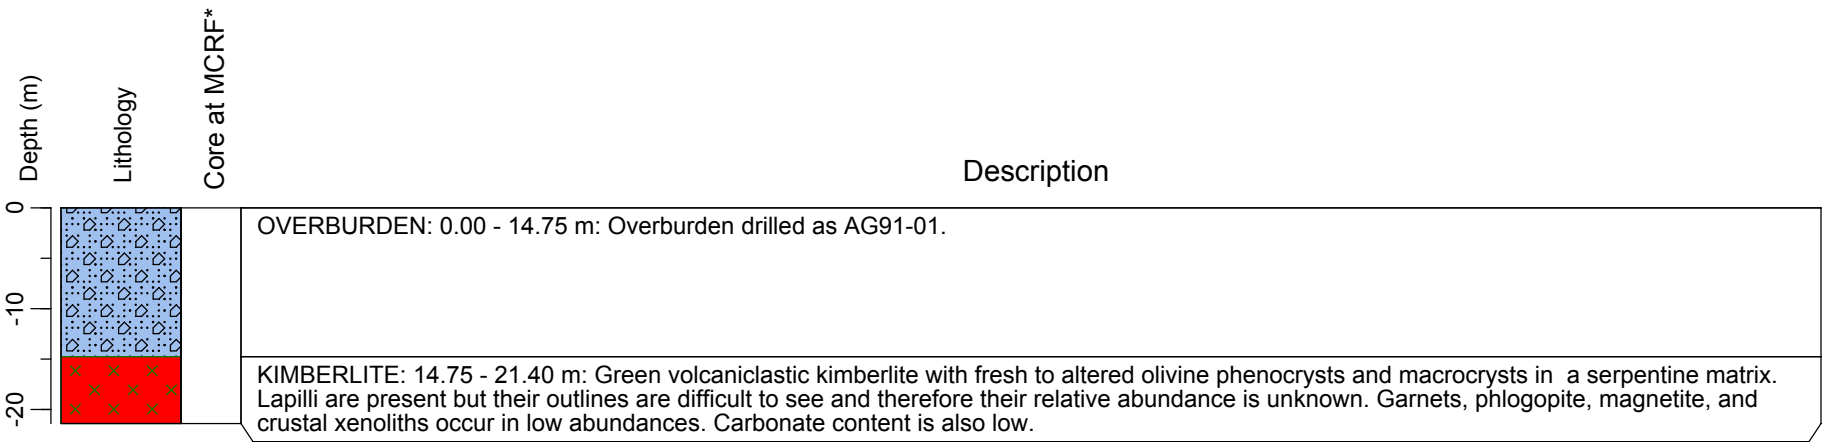 Depth (m)
Lithology
Core at MCRF*
Description
0
OVERBURDEN: 0.00 - 14.75 m: Overburden drilled as AG91-01.
-10
KIMBERLITE: 14.75 - 21.40 m: Green volcaniclastic kimberlite with fresh to altered olivine phenocrysts and macrocrysts in  a serpentine matrix.
Lapilli are present but their outlines are difficult to see and therefore their relative abundance is unknown. Garnets, phlogopite, magnetite, and
crustal xenoliths occur in low abundances. Carbonate content is also low.
-20